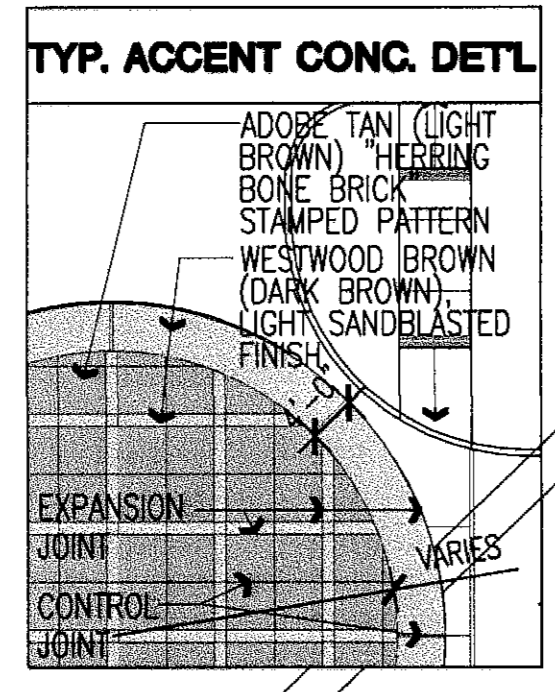 TYP. ACCENT CONC. DET'L
ADOBE TAN (LIGHT
BROWN) "HERRING
BONE BRICK"
STAMPED PATTERN
WESTWOOD BROWN
(DARK BROWN),
LIGHT SANDBLASTED
FINISH.
EXPANSION
JOINT
VARIES
CONTROL
JOINT